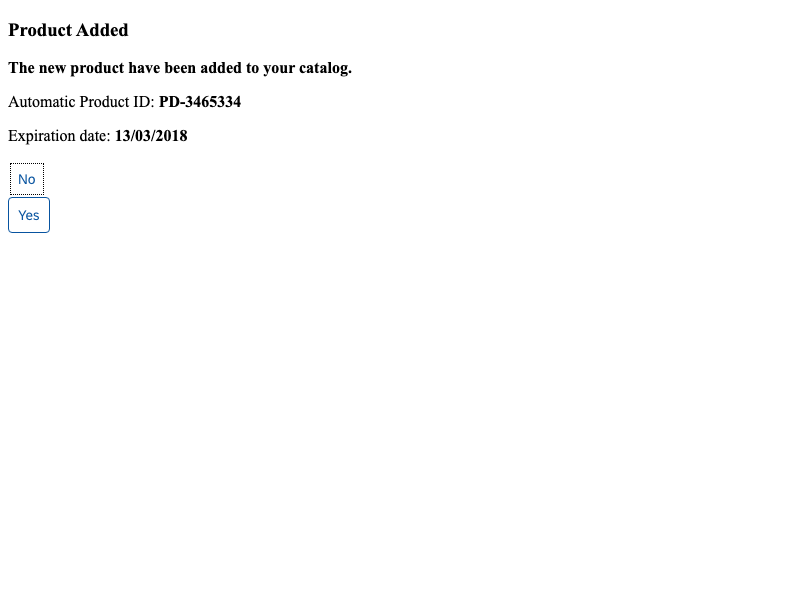 Product Added
The new product have been added to your catalog.
Automatic Product ID: PD-3465334
Expiration date: 13/03/2018
No
Yes